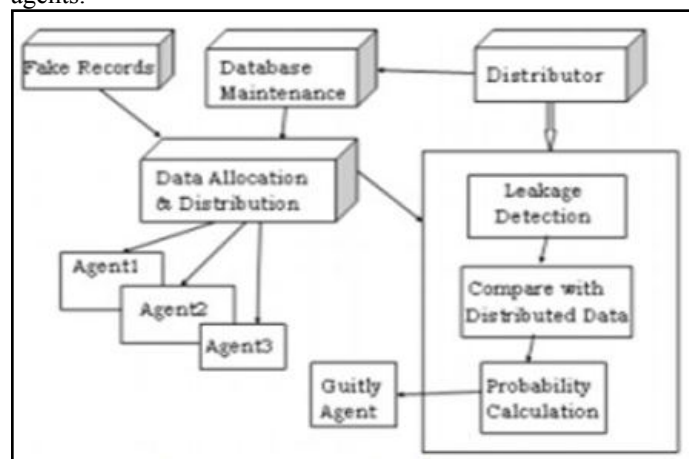 agents.
Fake Records
Database
Maintenance
Distributor
Data Allocation
& Distribution
Leakage
Detection
Agent1
Agent2
Agent3
Compare with
Distributed Data
Guitly
Agent
Probability
Calculation